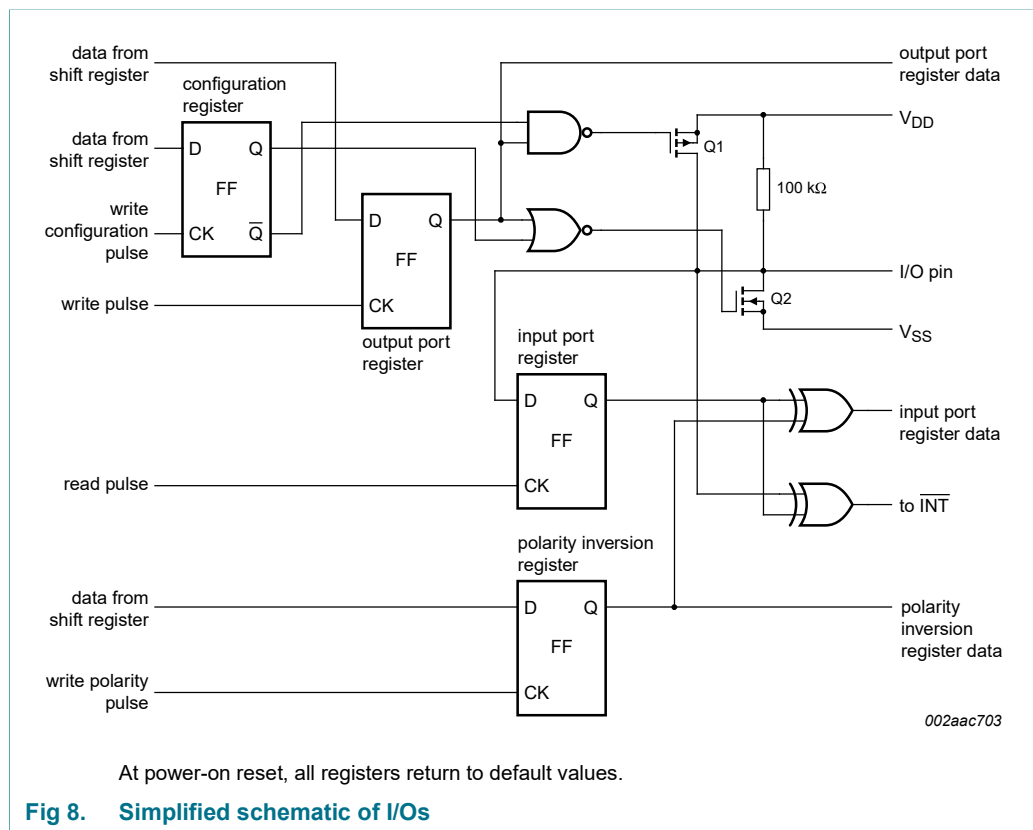 data from
shift register
configuration
register
data from
shift register
write
configuration
pulse
D
Q
FF
CK
Q̅
write pulse
D
Q
FF
CK
output port
register
output port
register data
VDD
Q1
100 kΩ
I/O pin
Q2
VSS
input port
register
D
Q
FF
CK
read pulse
input port
register data
to I̅N̅T̅
polarity inversion
register
data from
shift register
D
Q
FF
CK
write polarity
pulse
polarity
inversion
register data
002aac703
At power-on reset, all registers return to default values.
Fig 8. Simplified schematic of I/Os